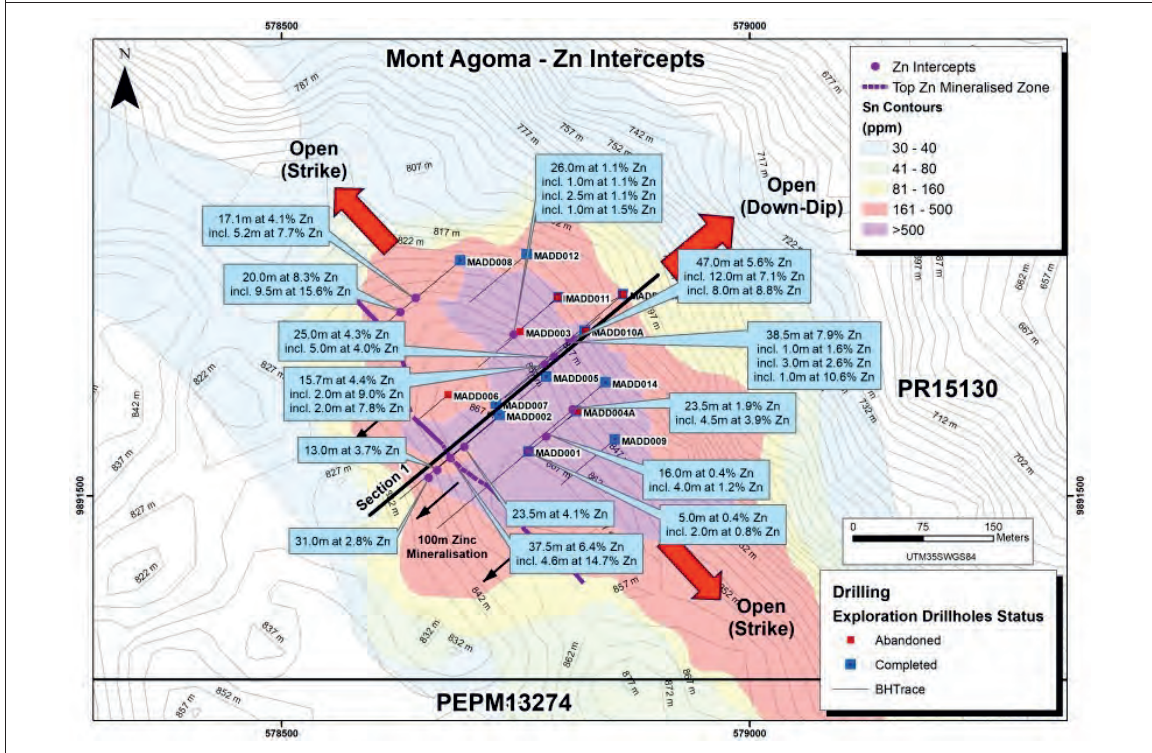 578500
579000
Mont Agoma - Zn Intercepts
N
Zn Intercepts
Top Zn Mineralised Zone
Sn Contours
(ppm)
30 - 40
41 - 80
81 - 160
161 - 500
>500
787 m
777 m
757 m
752 m
742 m
677 m
717 m
807 m
Open
(Strike)
26.0m at 1.1% Zn
incl. 1.0m at 1.1% Zn
incl. 2.5m at 1.1% Zn
incl. 1.0m at 1.5% Zn
Open
(Down-Dip)
17.1m at 4.1% Zn
incl. 5.2m at 7.7% Zn
817 m
822 m
662 m
657 m
MADD008
MADD012
47.0m at 5.6% Zn
incl. 12.0m at 7.1% Zn
incl. 8.0m at 8.8% Zn
20.0m at 8.3% Zn
incl. 9.5m at 15.6% Zn
MADD011
MADD003
MADD010A
667 m
25.0m at 4.3% Zn
incl. 5.0m at 4.0% Zn
38.5m at 7.9% Zn
incl. 1.0m at 1.6% Zn
incl. 3.0m at 2.6% Zn
incl. 1.0m at 10.6% Zn
827 m
822 m
842 m
15.7m at 4.4% Zn
incl. 2.0m at 9.0% Zn
incl. 2.0m at 7.8% Zn
MADD005
MADD014
PR15130
MADD006
MADD007
MADD002
MADD004A
23.5m at 1.9% Zn
incl. 4.5m at 3.9% Zn
732 m
712 m
MADD009
13.0m at 3.7% Zn
MADD001
837 m
827 m
702 m
16.0m at 0.4% Zn
incl. 4.0m at 1.2% Zn
Section 1
9891500
9891500
827 m
23.5m at 4.1% Zn
5.0m at 0.4% Zn
incl. 2.0m at 0.8% Zn
0 75 150
Meters
UTM35SWGS84
31.0m at 2.8% Zn
100m Zinc
Mineralisation
37.5m at 6.4% Zn
incl. 4.6m at 14.7% Zn
822 m
857 m
842 m
Open
(Strike)
837 m
832 m
832 m
862 m
877 m
872 m
867 m
852 m
857 m
Drilling
Exploration Drillholes Status
Abandoned
Completed
BHTrace
PEPM13274
578500
579000